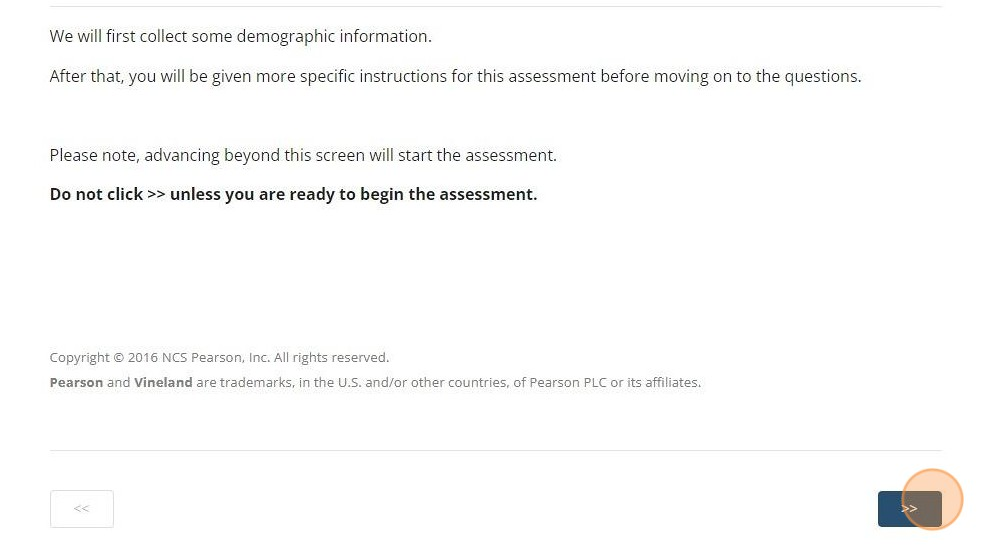 We will first collect some demographic information.
After that, you will be given more specific instructions for this assessment before moving on to the questions.
Please note, advancing beyond this screen will start the assessment.
Do not click >> unless you are ready to begin the assessment.
Copyright © 2016 NCS Pearson, Inc. All rights reserved.
Pearson and Vineland are trademarks, in the U.S. and/or other countries, of Pearson PLC or its affiliates.
<< >>